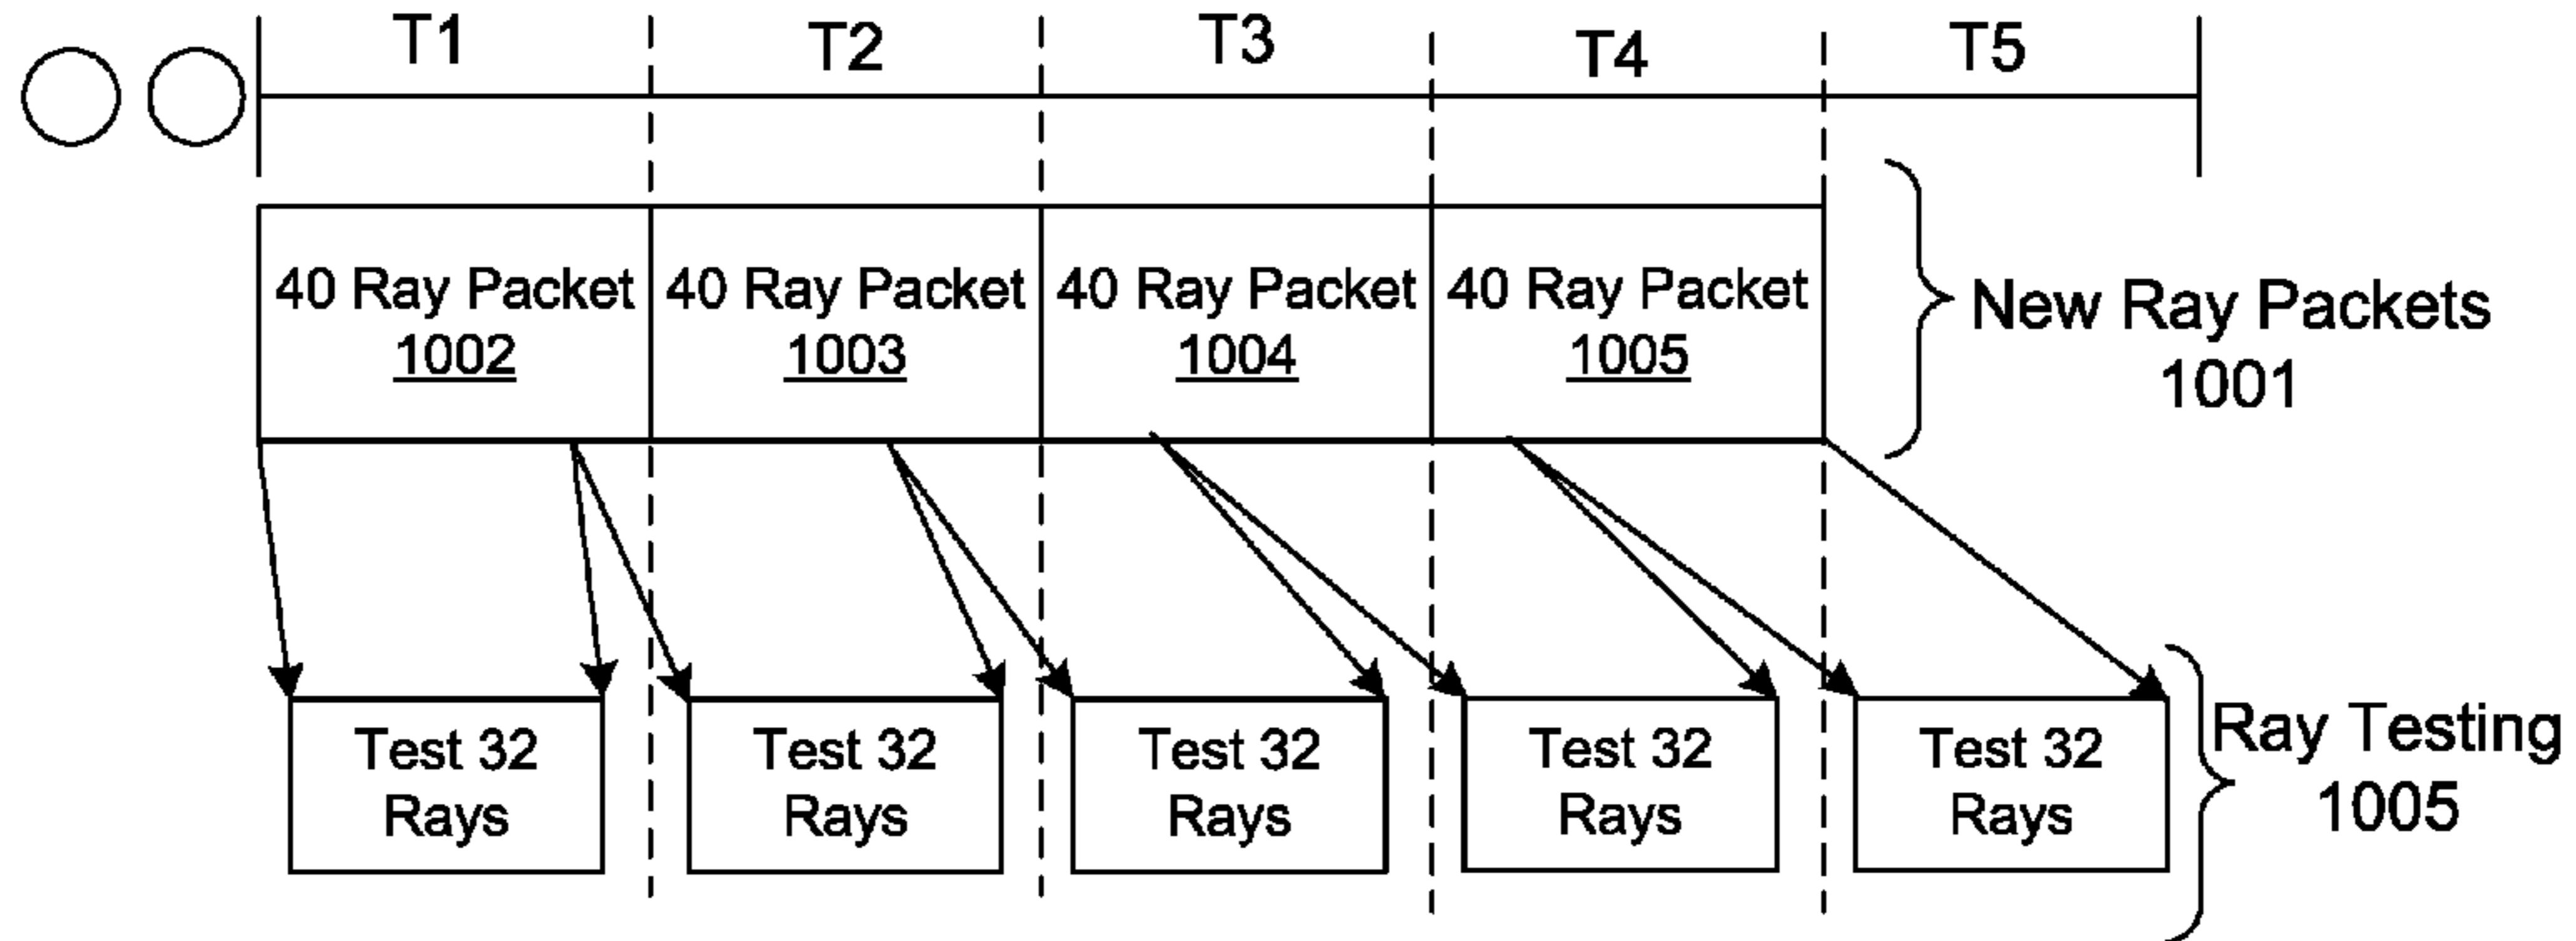 T1
T2
T3
T4
T5
40 Ray Packet
1002
40 Ray Packet
1003
40 Ray Packet
1004
40 Ray Packet
1005
New Ray Packets
1001
Test 32
Rays
Test 32
Rays
Test 32
Rays
Test 32
Rays
Test 32
Rays
Ray Testing
1005